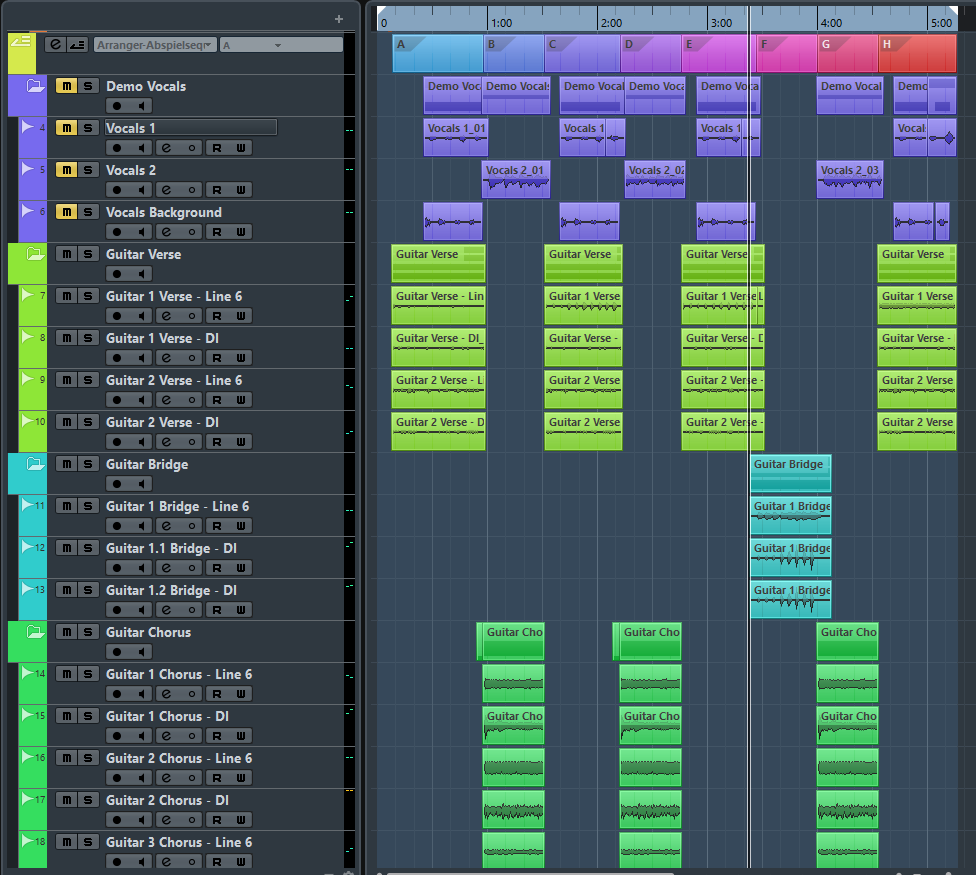 +
0 1:00 2:00 3:00 4:00 5:00
e Arranger-Abspielseq A
A B C D E F G H
m S Demo Vocals
Demo Voca Demo Vocals Demo Voca Demo Vocals Demo Voca Demo Vocals Demo
4 m S Vocals 1
e R W
Vocals 1_01 Vocals 1 Vocals 1 Vocal
5 m S Vocals 2
e R W
Vocals 2_01 Vocals 2_02 Vocals 2_03
6 m S Vocals Background
e R W
m S Guitar Verse
Guitar Verse Guitar Verse Guitar Verse Guitar Verse
7 m S Guitar 1 Verse - Line 6
e R W
Guitar Verse - Lin Guitar 1 Verse Guitar 1 Verse L Guitar 1 Verse
8 m S Guitar 1 Verse - DI
e R W
Guitar Verse - DI_ Guitar Verse - Guitar Verse - D Guitar Verse -
9 m S Guitar 2 Verse - Line 6
e R W
Guitar 2 Verse - L Guitar 2 Verse Guitar 2 Verse - Guitar 2 Verse
10 m S Guitar 2 Verse - DI
e R W
Guitar 2 Verse - D Guitar 2 Verse Guitar 2 Verse - Guitar 2 Verse
m S Guitar Bridge
Guitar Bridge
11 m S Guitar 1 Bridge - Line 6
e R W
Guitar 1 Bridge
12 m S Guitar 1.1 Bridge - DI
e R W
Guitar 1 Bridge
13 m S Guitar 1.2 Bridge - DI
e R W
Guitar 1 Bridge
m S Guitar Chorus
Guitar Cho Guitar Cho Guitar Cho
14 m S Guitar 1 Chorus - Line 6
e R W
15 m S Guitar 1 Chorus - DI
e R W
Guitar Cho Guitar Cho Guitar Cho
16 m S Guitar 2 Chorus - Line 6
e R W
17 m S Guitar 2 Chorus - DI
e R W
18 m S Guitar 3 Chorus - Line 6
e R W